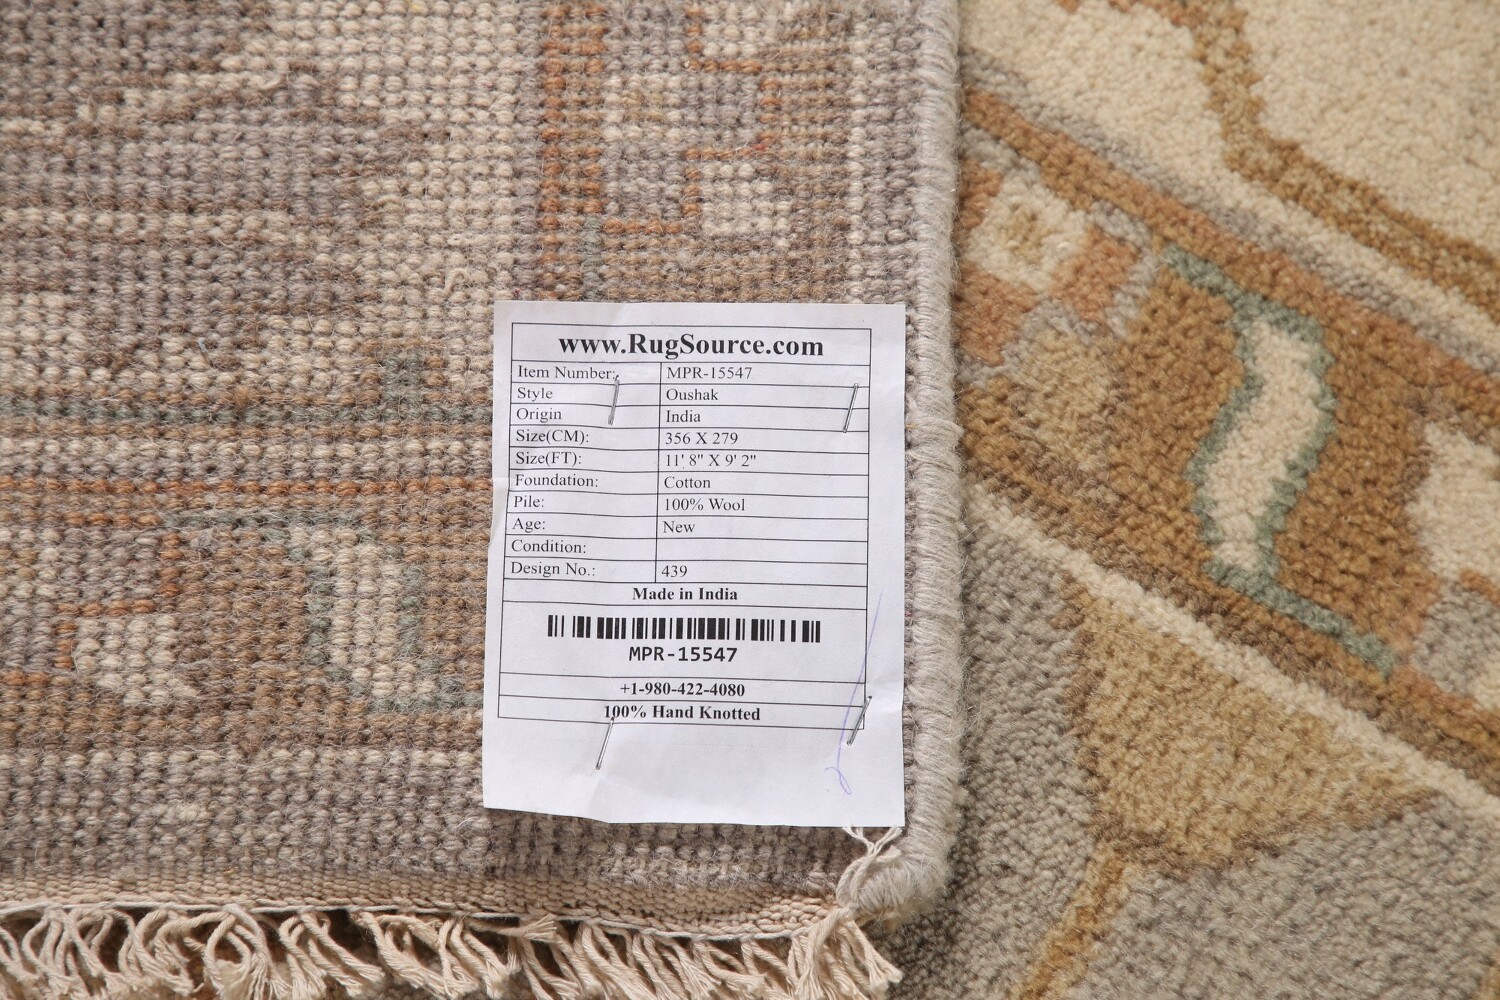 www.RugSource.com
Item Number: MPR-15547
Style Oushak
Origin India
Size(CM): 356 X 279
Size(FT): 11' 8" X 9' 2"
Foundation: Cotton
Pile: 100% Wool
Age: New
Condition:
Design No.: 439
Made in India
MPR-15547
+1-980-422-4080
100% Hand Knotted